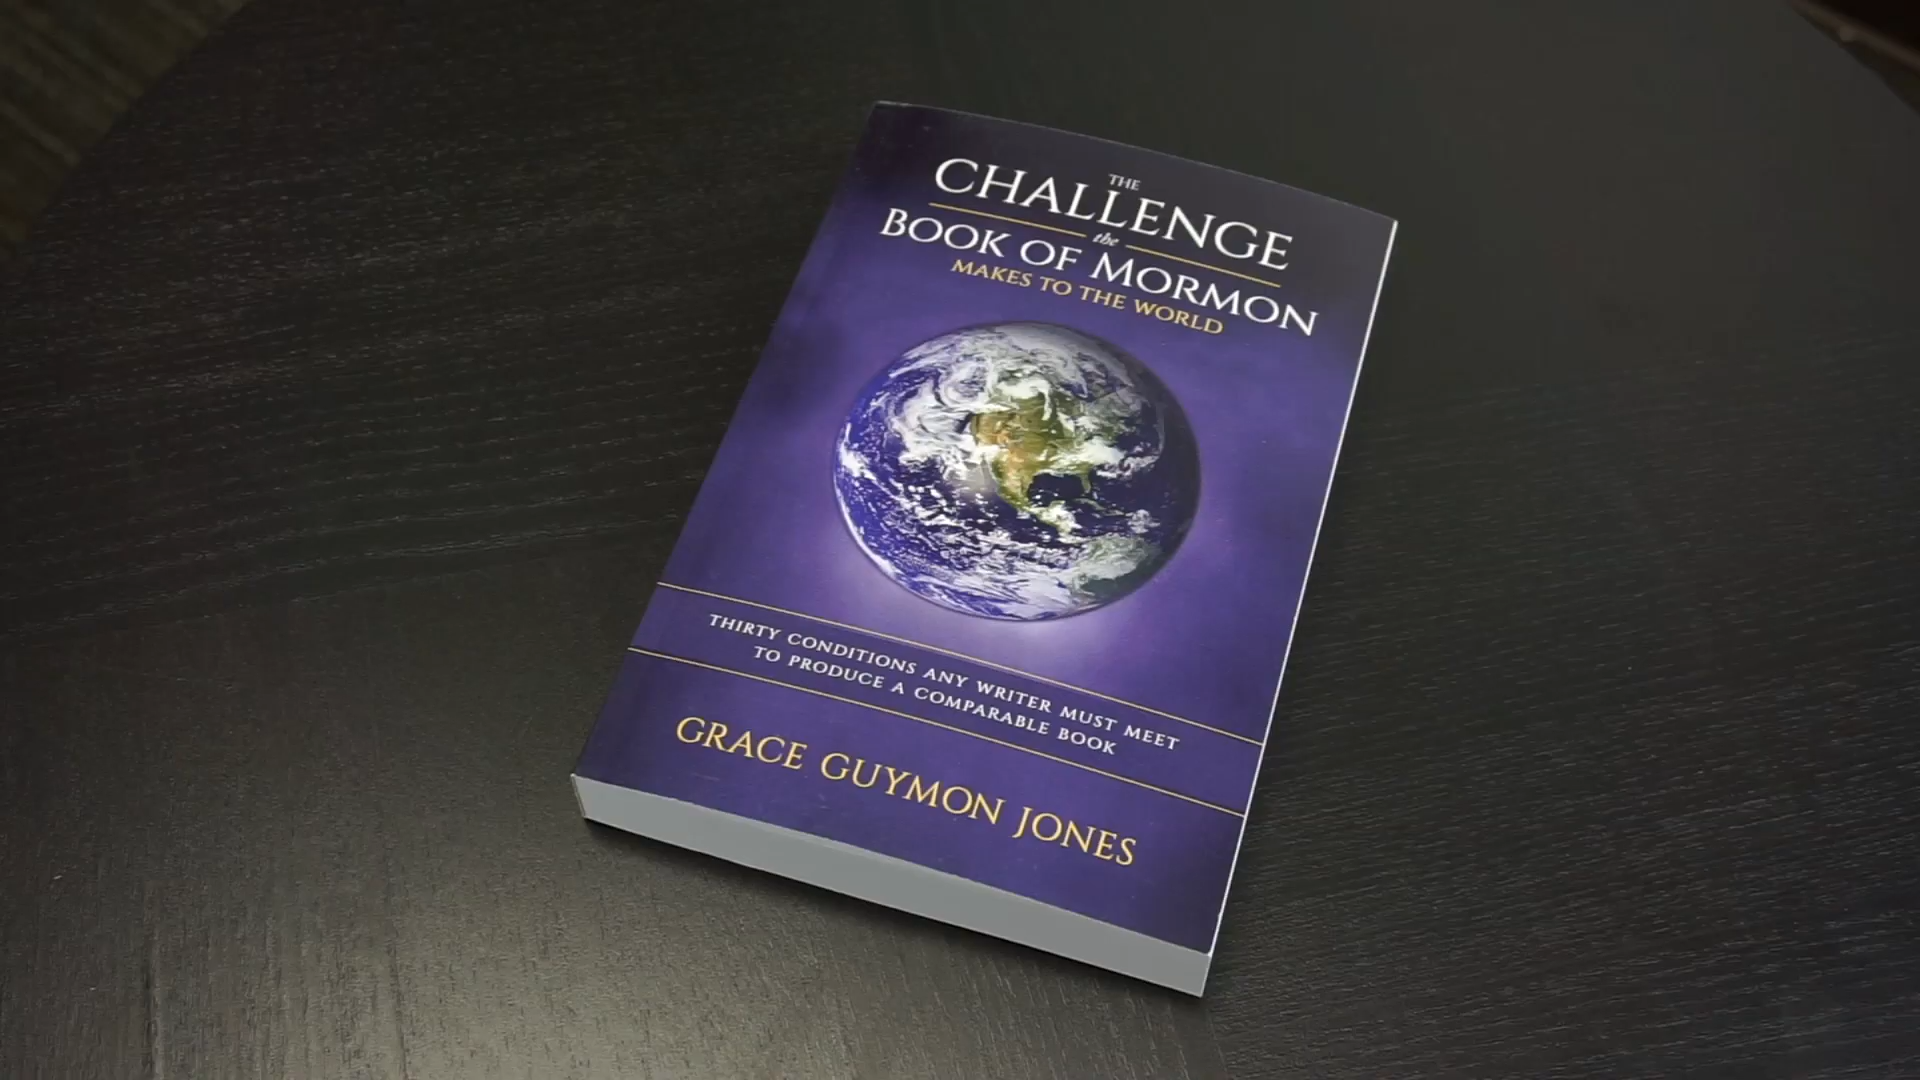 THE
CHALLENGE
the
BOOK OF MORMON
MAKES TO THE WORLD
THIRTY CONDITIONS ANY WRITER MUST MEET
TO PRODUCE A COMPARABLE BOOK
GRACE GUYMON JONES